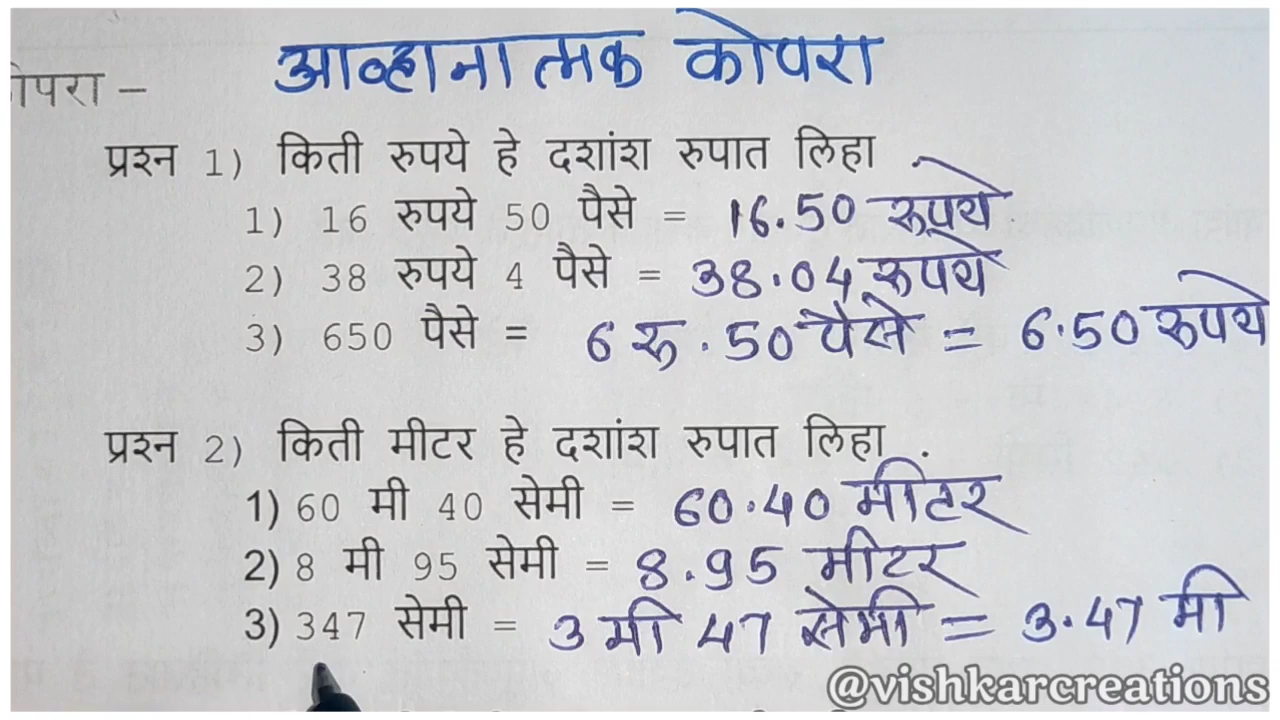 आव्हानात्मक कोपरा
ोपरा –
प्रश्न 1) किती रुपये हे दशांश रुपात लिहा
1) 16 रुपये 50 पैसे = 16.50 रूपये
2) 38 रुपये 4 पैसे = 38.04 रूपये
3) 650 पैसे = 6 रू . 50 पैसे = 6.50 रूपये
प्रश्न 2) किती मीटर हे दशांश रुपात लिहा .
1) 60 मी 40 सेमी = 60.40 मीटर
2) 8 मी 95 सेमी = 8.95 मीटर
3) 347 सेमी = 3 मी 47 सेमी = 3.47 मी
@vishkarcreations